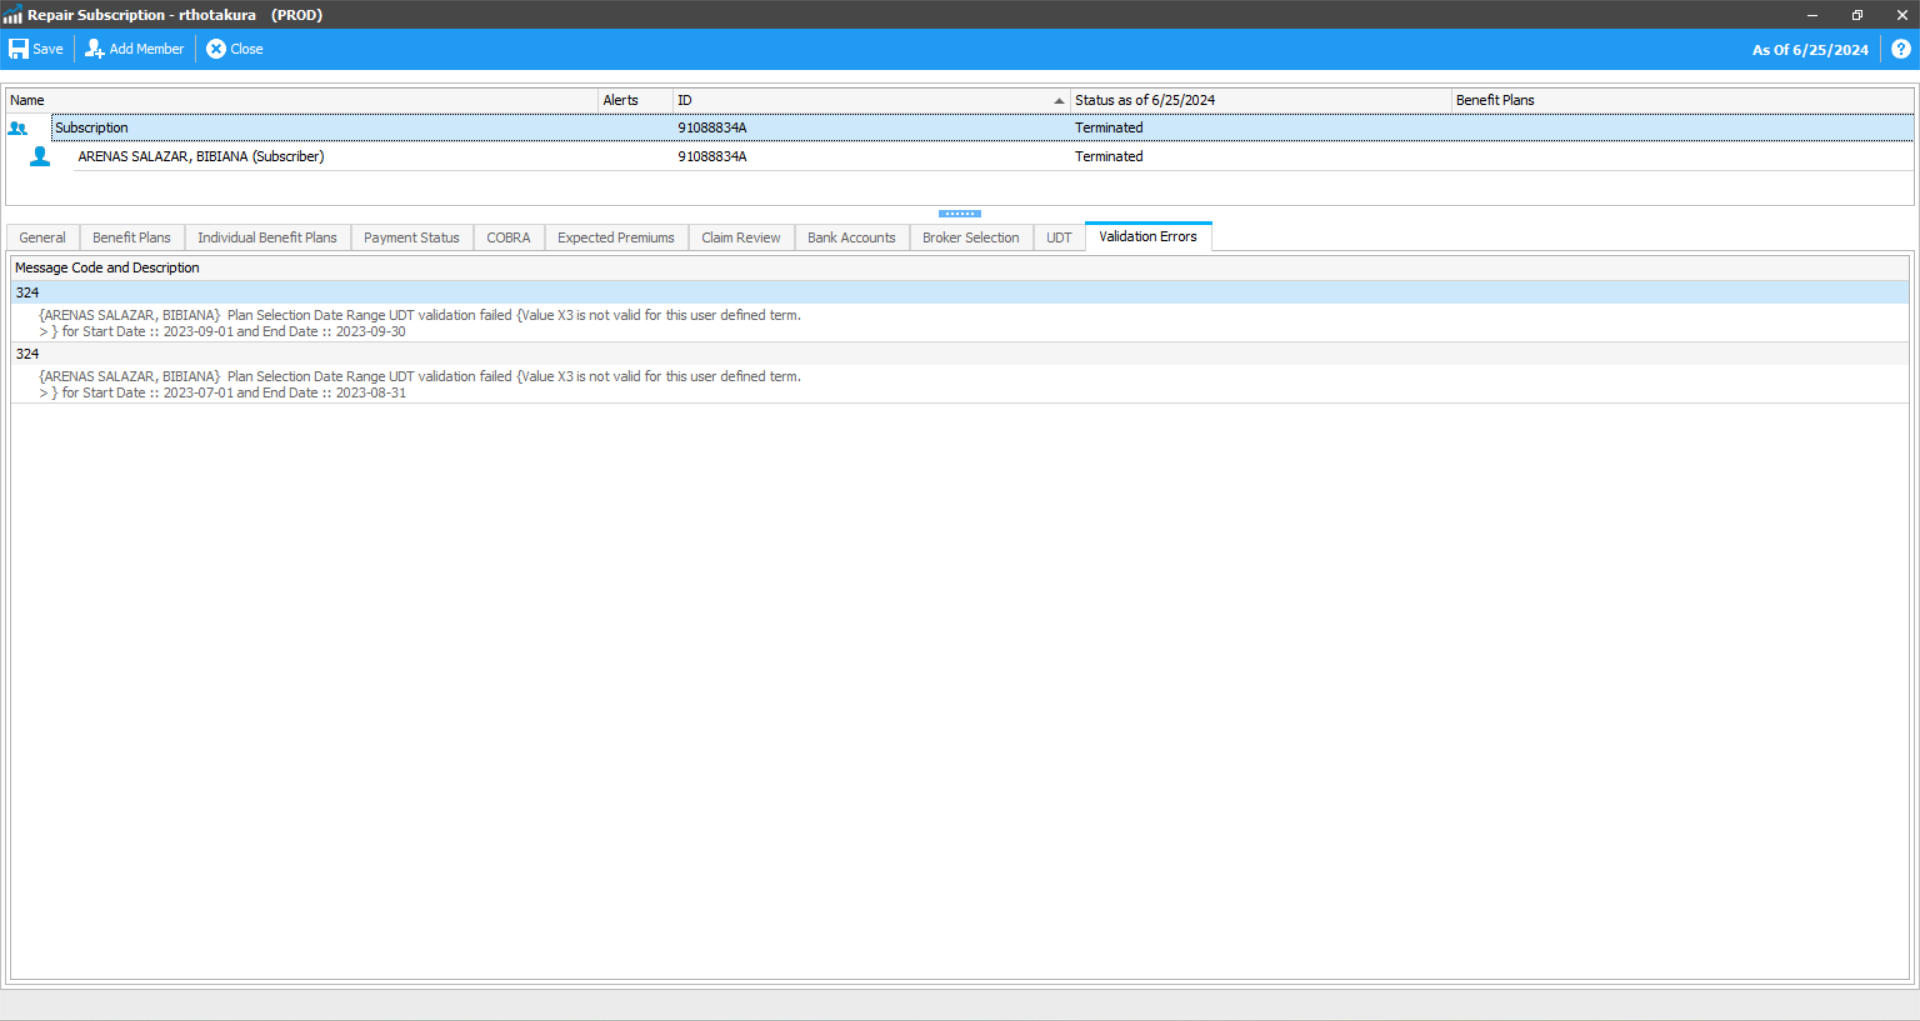 Repair Subscription - rthotakura (PROD)
Save Add Member Close As Of 6/25/2024 ?
Name Alerts ID Status as of 6/25/2024 Benefit Plans
Subscription 91088834A Terminated
ARENAS SALAZAR, BIBIANA (Subscriber) 91088834A Terminated
General Benefit Plans Individual Benefit Plans Payment Status COBRA Expected Premiums Claim Review Bank Accounts Broker Selection UDT Validation Errors
Message Code and Description
324
{ARENAS SALAZAR, BIBIANA} Plan Selection Date Range UDT validation failed {Value X3 is not valid for this user defined term.
> } for Start Date :: 2023-09-01 and End Date :: 2023-09-30
324
{ARENAS SALAZAR, BIBIANA} Plan Selection Date Range UDT validation failed {Value X3 is not valid for this user defined term.
> } for Start Date :: 2023-07-01 and End Date :: 2023-08-31